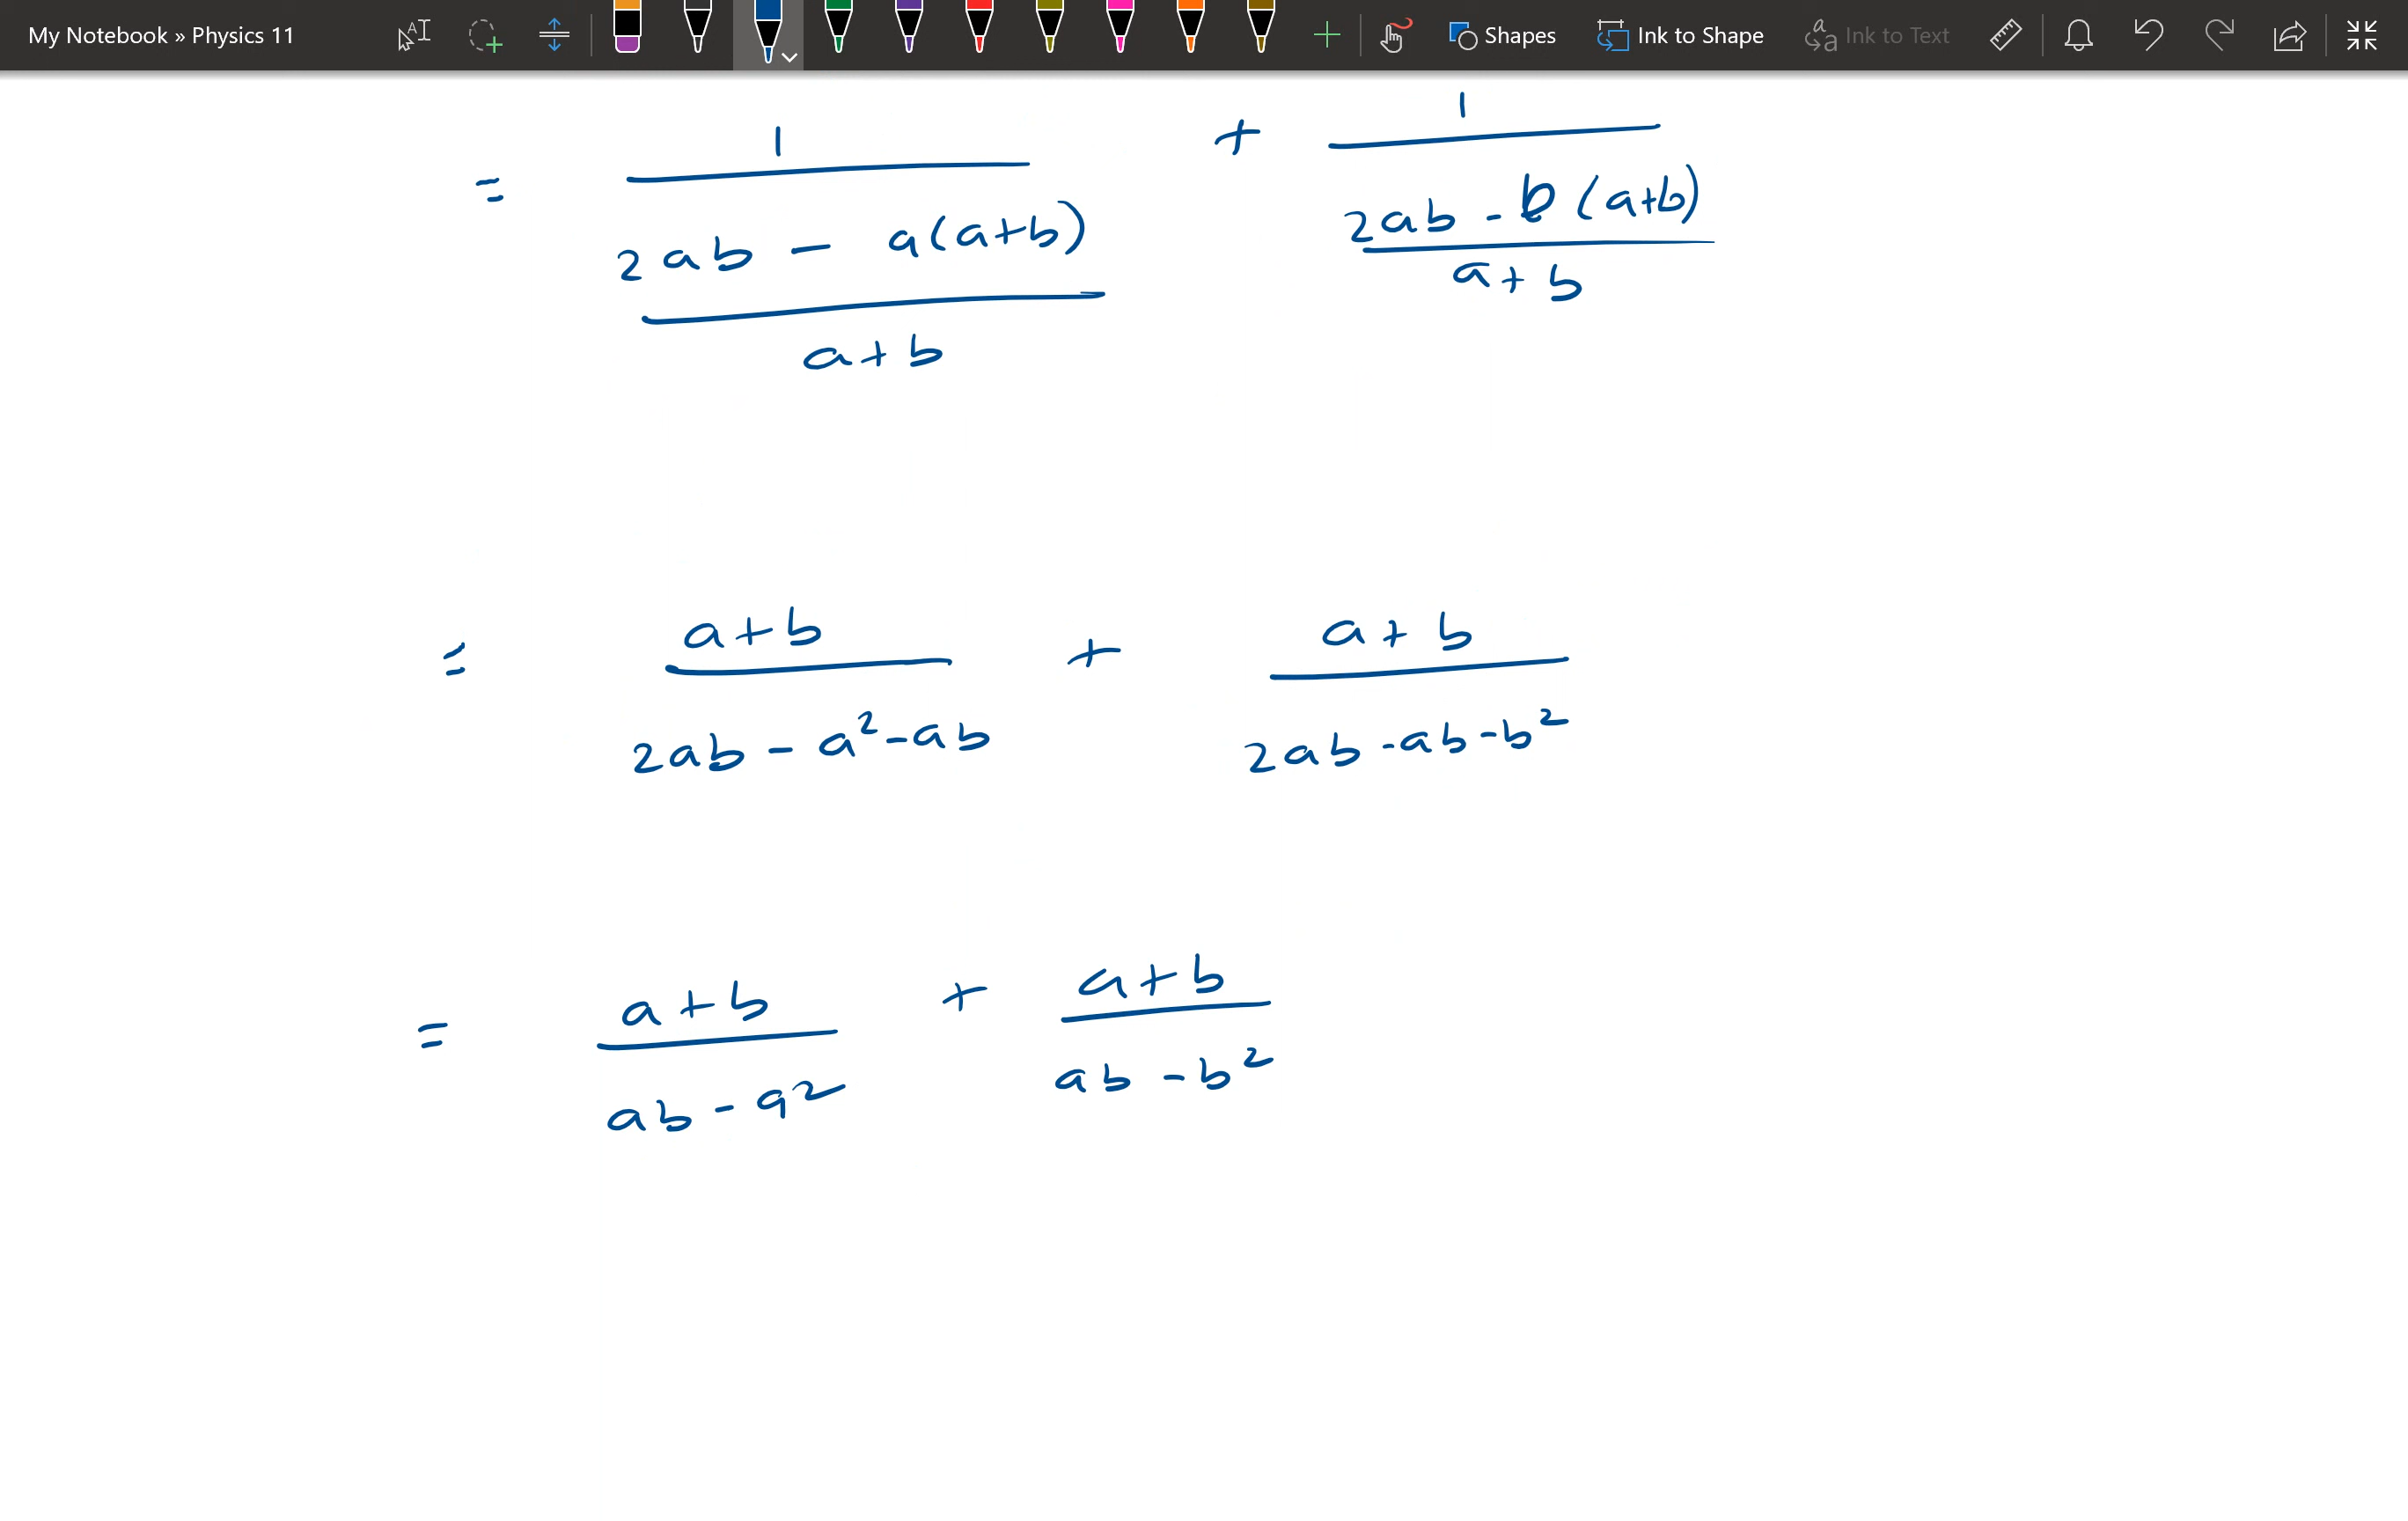 My Notebook » Physics 11 Shapes Ink to Shape Ink to Text
= 1 + 1
2ab - a(a+b) 2ab - b(a+b)
a+b a+b
= a+b + a+b
2ab - a² - ab 2ab - ab - b²
= a+b + a+b
ab - a² ab - b²